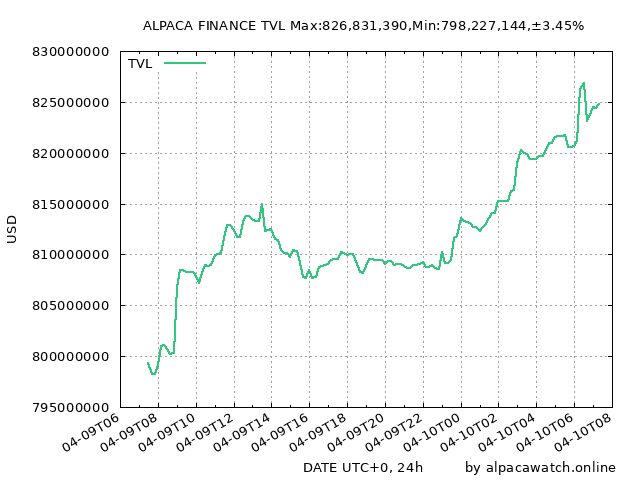 ALPACA FINANCE TVL Max:826,831,390,Min:798,227,144,±3.45%
TVL
830000000
825000000
820000000
815000000
810000000
805000000
800000000
795000000
USD
04-09T06
04-09T08
04-09T10
04-09T12
04-09T14
04-09T16
04-09T18
04-09T20
04-09T22
04-10T00
04-10T02
04-10T04
04-10T06
04-10T08
DATE UTC+0, 24h
by alpacawatch.online